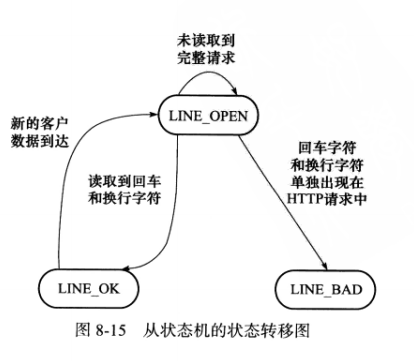 未读取到
完整请求
LINE_OPEN
新的客户
数据到达
读取到回车
和换行字符
回车字符
和换行字符
单独出现在
HTTP请求中
LINE_OK
LINE_BAD
图 8-15 从状态机的状态转移图